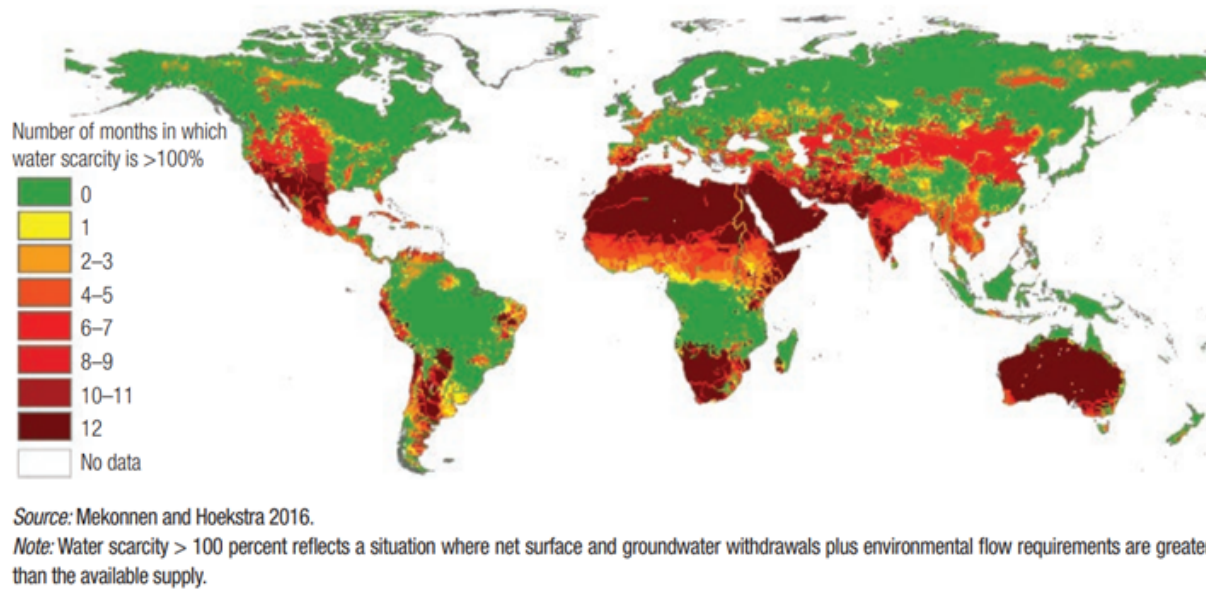 Number of months in which
water scarcity is >100%
0
1
2–3
4–5
6–7
8–9
10–11
12
No data
Source: Mekonnen and Hoekstra 2016.
Note: Water scarcity > 100 percent reflects a situation where net surface and groundwater withdrawals plus environmental flow requirements are greate
than the available supply.